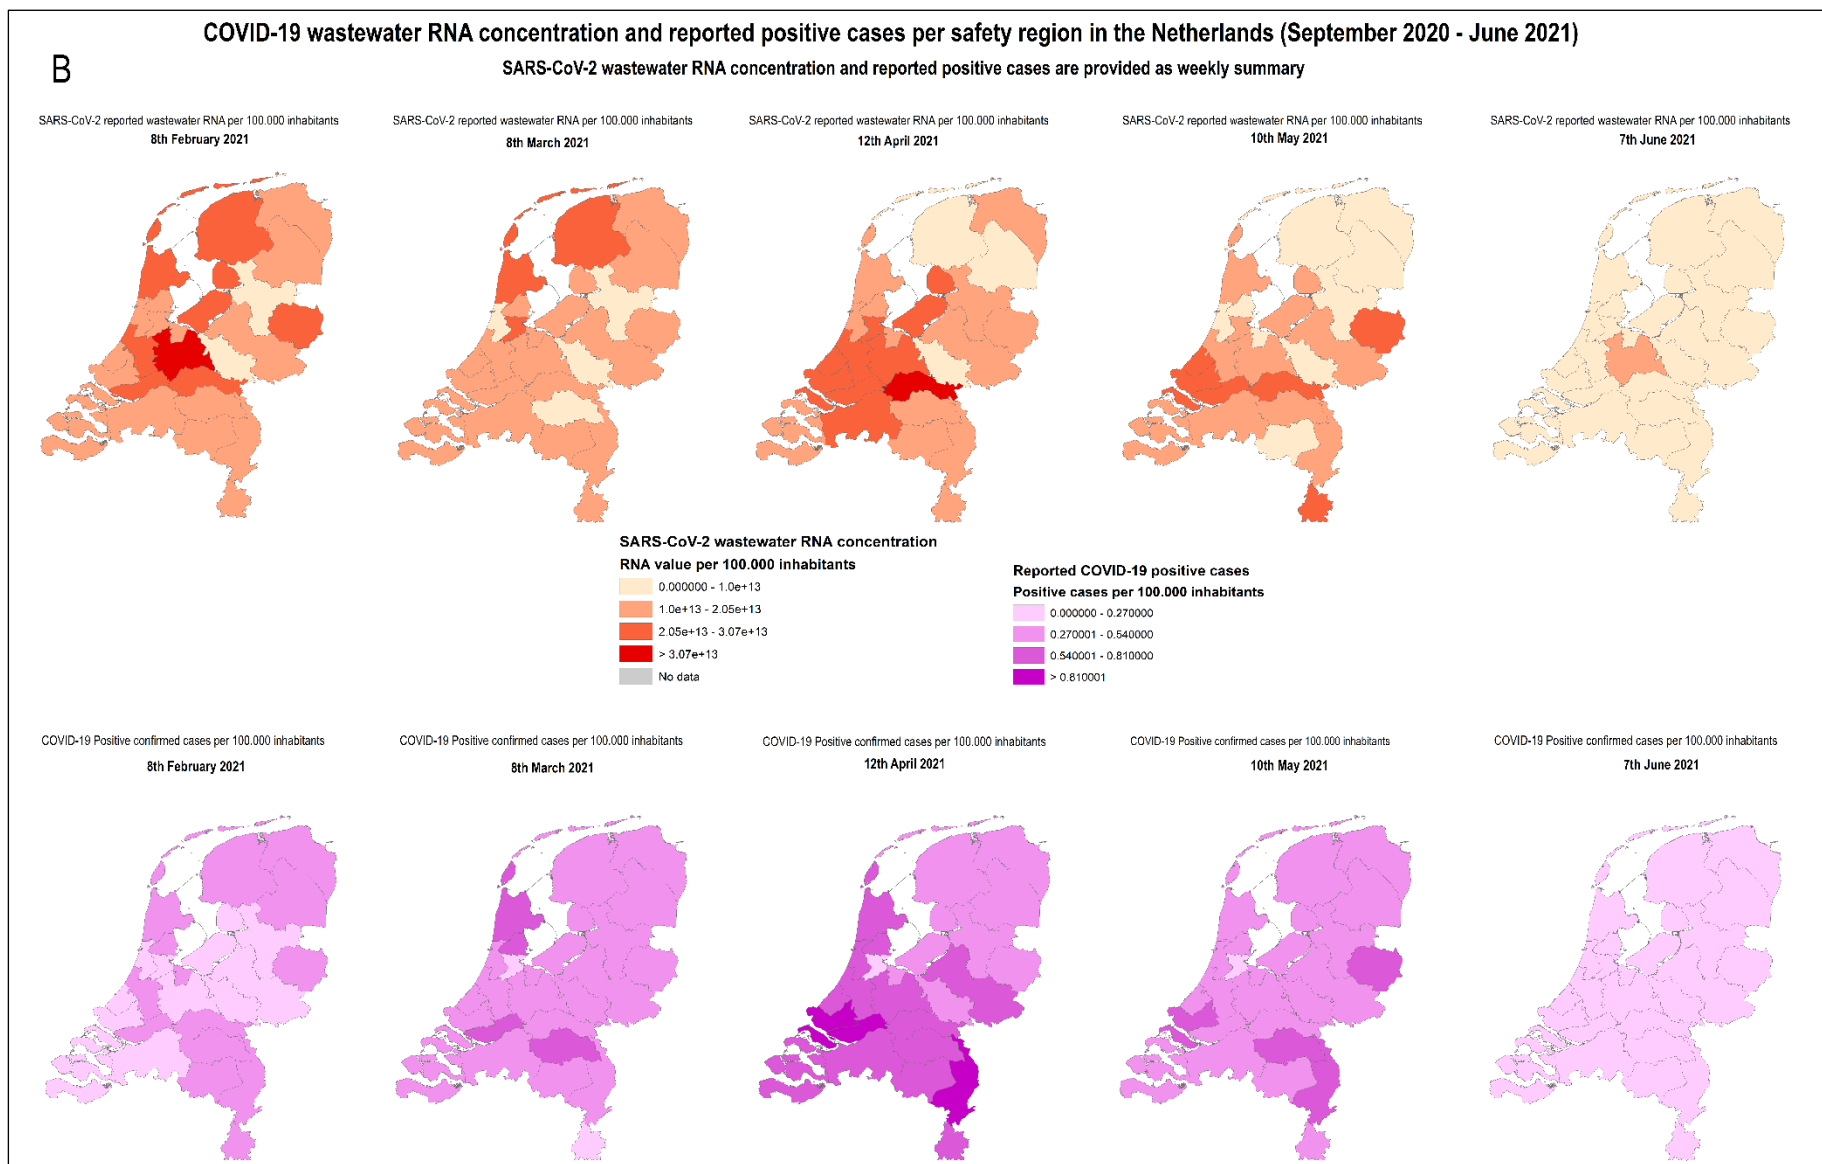 COVID-19 wastewater RNA concentration and reported positive cases per safety region in the Netherlands (September 2020 - June 2021)
B
SARS-CoV-2 wastewater RNA concentration and reported positive cases are provided as weekly summary
SARS-CoV-2 reported wastewater RNA per 100.000 inhabitants
8th February 2021
SARS-CoV-2 reported wastewater RNA per 100.000 inhabitants
8th March 2021
SARS-CoV-2 reported wastewater RNA per 100.000 inhabitants
12th April 2021
SARS-CoV-2 reported wastewater RNA per 100.000 inhabitants
10th May 2021
SARS-CoV-2 reported wastewater RNA per 100.000 inhabitants
7th June 2021
SARS-CoV-2 wastewater RNA concentration
RNA value per 100.000 inhabitants
0.000000 - 1.0e+13
1.0e+13 - 2.05e+13
2.05e+13 - 3.07e+13
> 3.07e+13
No data
Reported COVID-19 positive cases
Positive cases per 100.000 inhabitants
0.000000 - 0.270000
0.270001 - 0.540000
0.540001 - 0.810000
> 0.810001
COVID-19 Positive confirmed cases per 100.000 inhabitants
8th February 2021
COVID-19 Positive confirmed cases per 100.000 inhabitants
8th March 2021
COVID-19 Positive confirmed cases per 100.000 inhabitants
12th April 2021
COVID-19 Positive confirmed cases per 100.000 inhabitants
10th May 2021
COVID-19 Positive confirmed cases per 100.000 inhabitants
7th June 2021